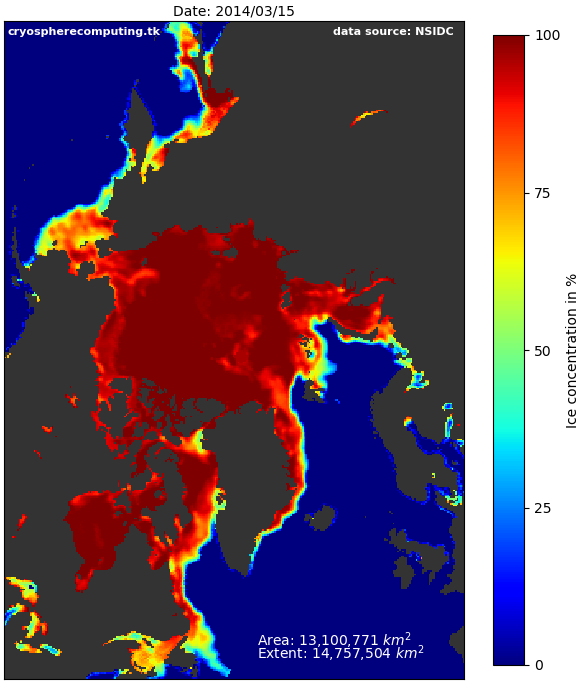 Date: 2014/03/15
cryospherecomputing.tk
data source: NSIDC
100
75
50
25
0
Ice concentration in %
Area: 13,100,771 km²
Extent: 14,757,504 km²